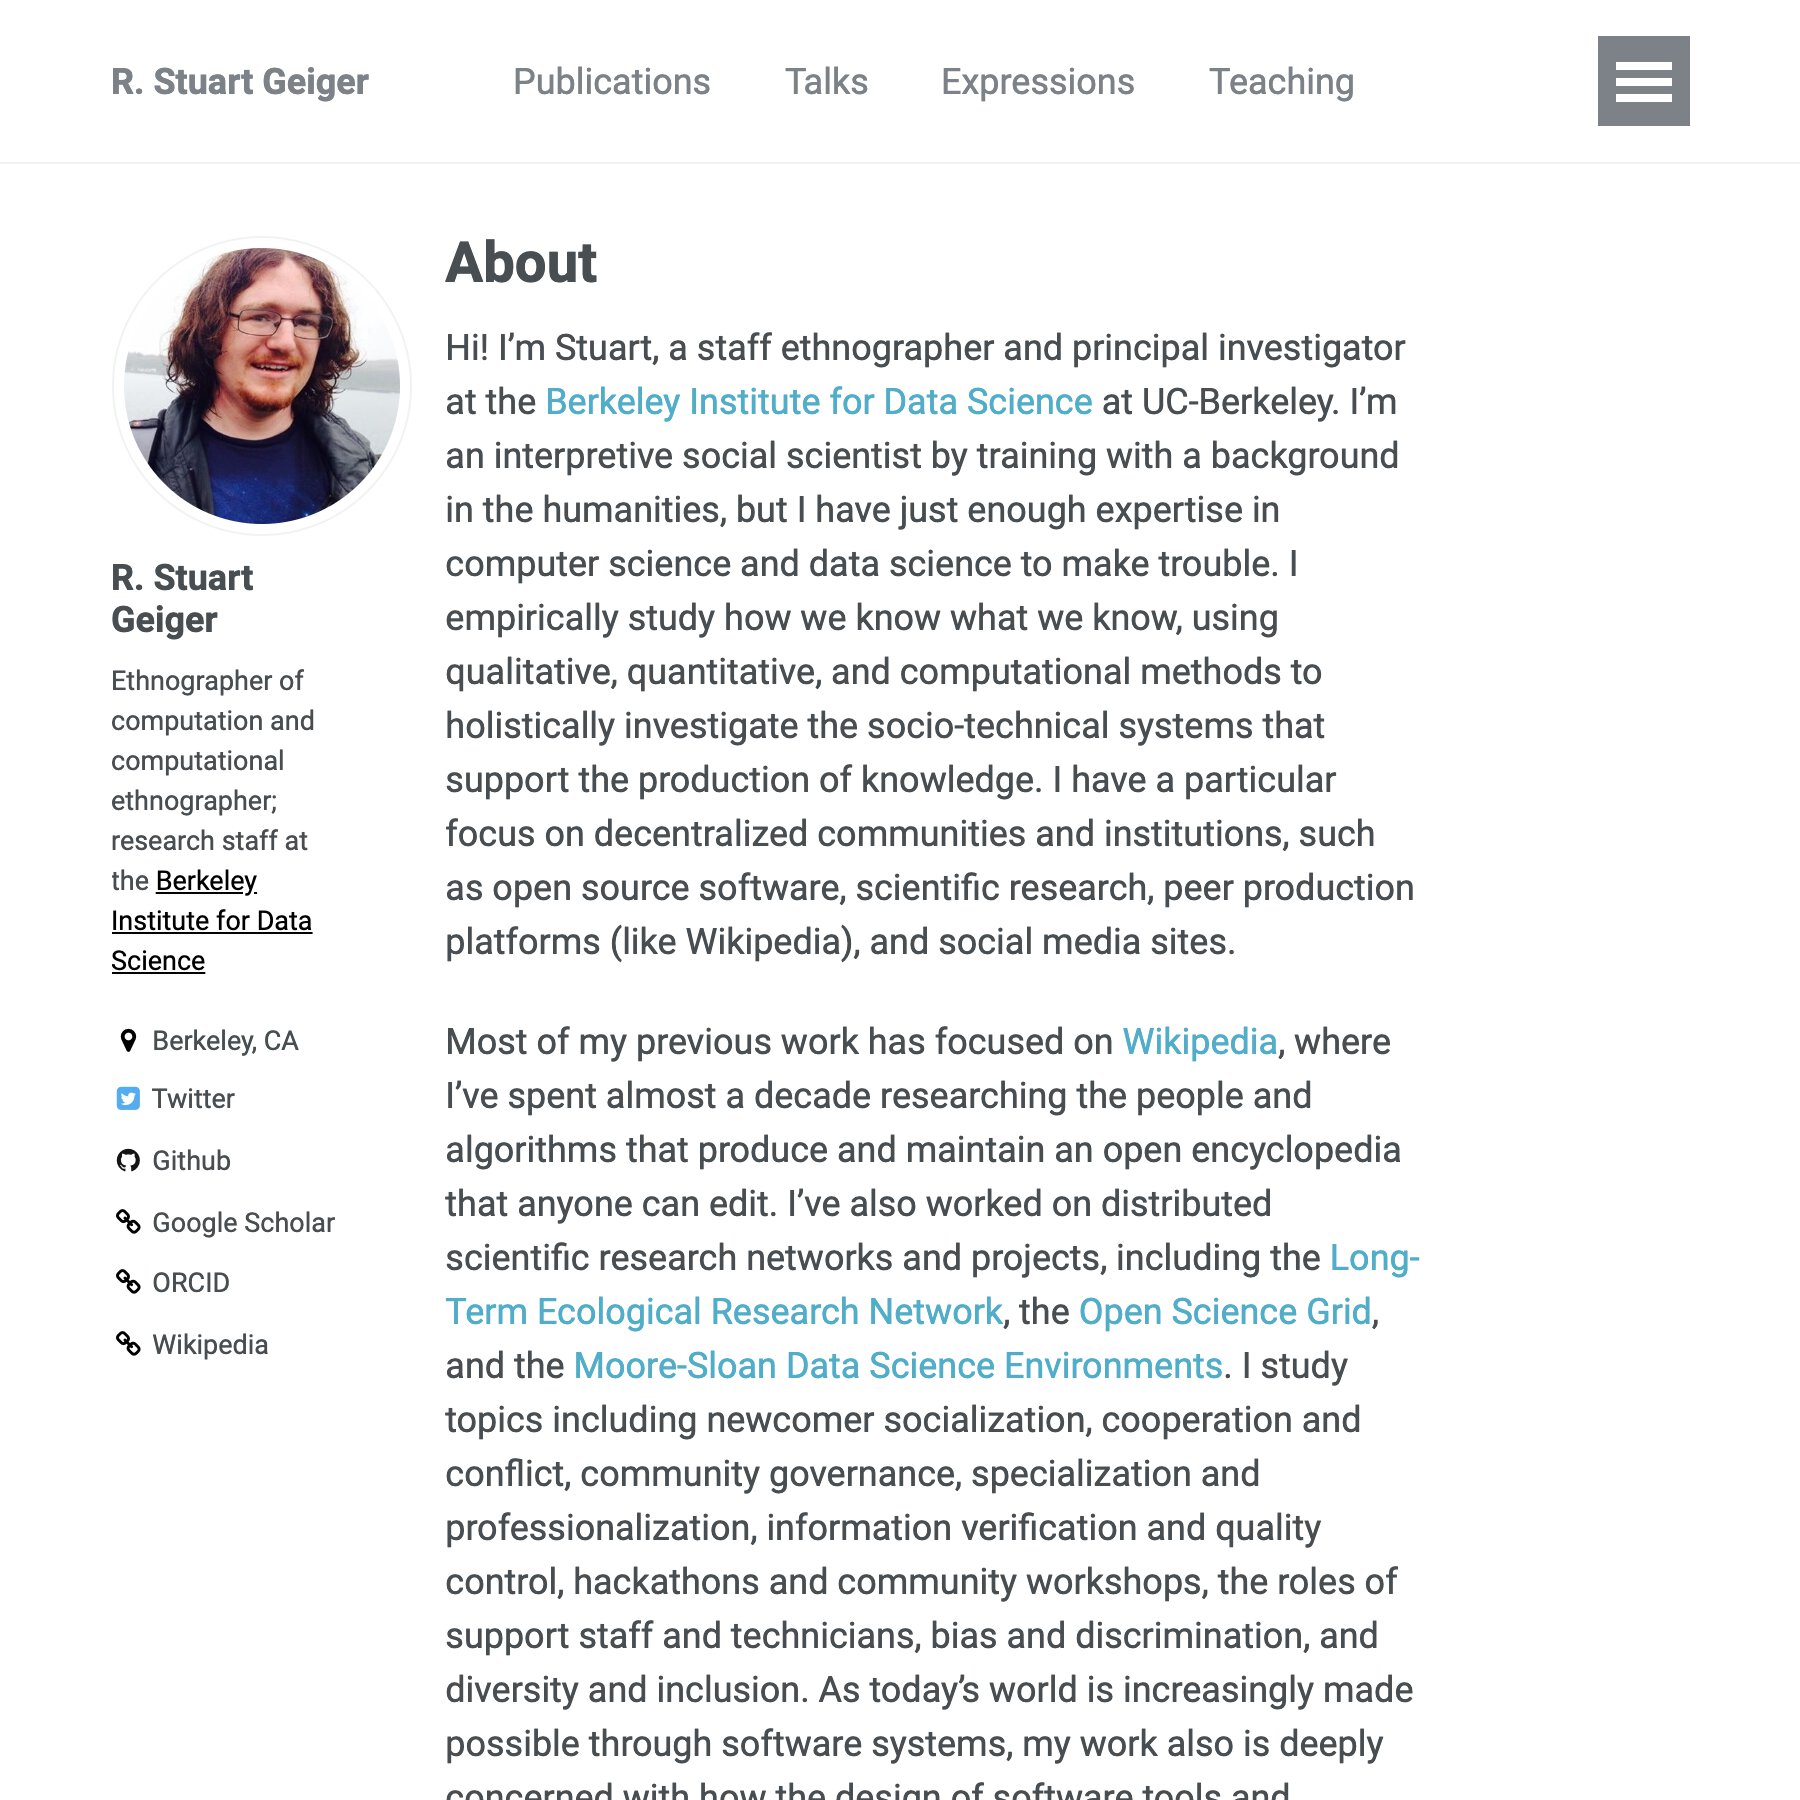 R. Stuart Geiger
Publications
Talks
Expressions
Teaching
R. Stuart
Geiger
Ethnographer of
computation and
computational
ethnographer;
research staff at
the Berkeley
Institute for Data
Science
Berkeley, CA
Twitter
Github
Google Scholar
ORCID
Wikipedia
About
Hi! I’m Stuart, a staff ethnographer and principal investigator
at the Berkeley Institute for Data Science at UC-Berkeley. I’m
an interpretive social scientist by training with a background
in the humanities, but I have just enough expertise in
computer science and data science to make trouble. I
empirically study how we know what we know, using
qualitative, quantitative, and computational methods to
holistically investigate the socio-technical systems that
support the production of knowledge. I have a particular
focus on decentralized communities and institutions, such
as open source software, scientific research, peer production
platforms (like Wikipedia), and social media sites.
Most of my previous work has focused on Wikipedia, where
I’ve spent almost a decade researching the people and
algorithms that produce and maintain an open encyclopedia
that anyone can edit. I’ve also worked on distributed
scientific research networks and projects, including the Long-
Term Ecological Research Network, the Open Science Grid,
and the Moore-Sloan Data Science Environments. I study
topics including newcomer socialization, cooperation and
conflict, community governance, specialization and
professionalization, information verification and quality
control, hackathons and community workshops, the roles of
support staff and technicians, bias and discrimination, and
diversity and inclusion. As today’s world is increasingly made
possible through software systems, my work also is deeply
concerned with how the design of software tools and